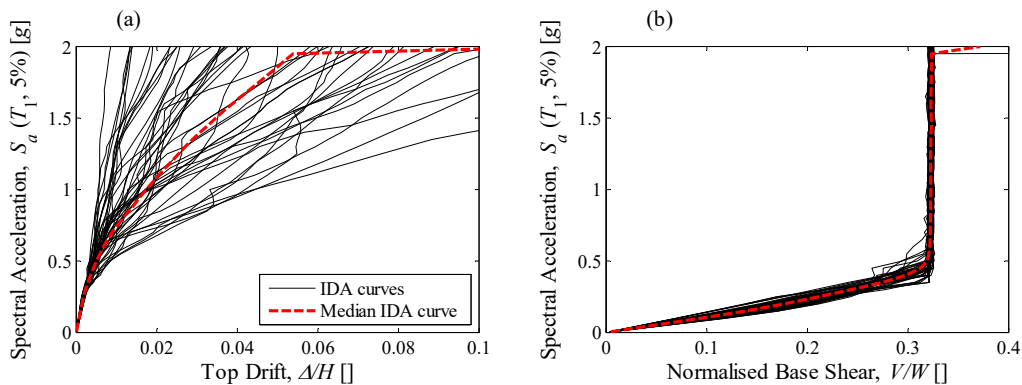 (a)
Spectral Acceleration, S_a (T_1, 5%) [g]
2
1.5
1
0.5
0
0
0.02
0.04
0.06
0.08
0.1
Top Drift, Δ/H []
IDA curves
Median IDA curve
(b)
Spectral Acceleration, S_a (T_1, 5%) [g]
2
1.5
1
0.5
0
0
0.1
0.2
0.3
0.4
Normalised Base Shear, V/W []